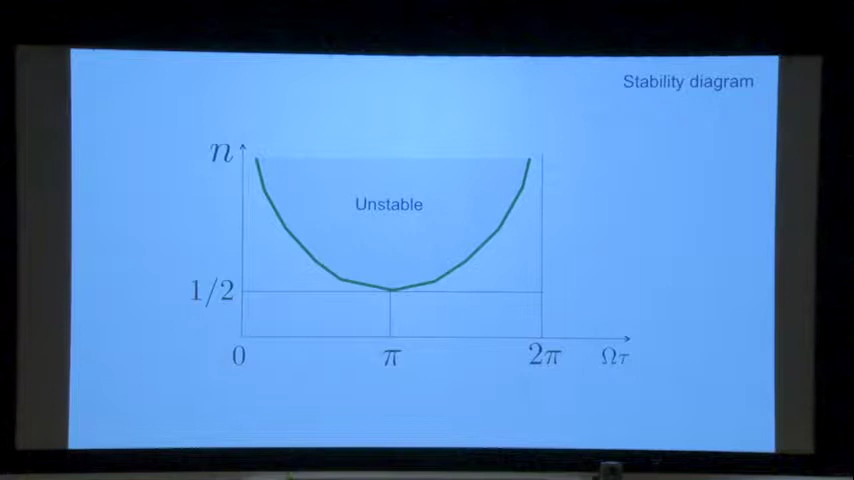 Stability diagram
n
Unstable
1/2
0 π 2π Ωτ